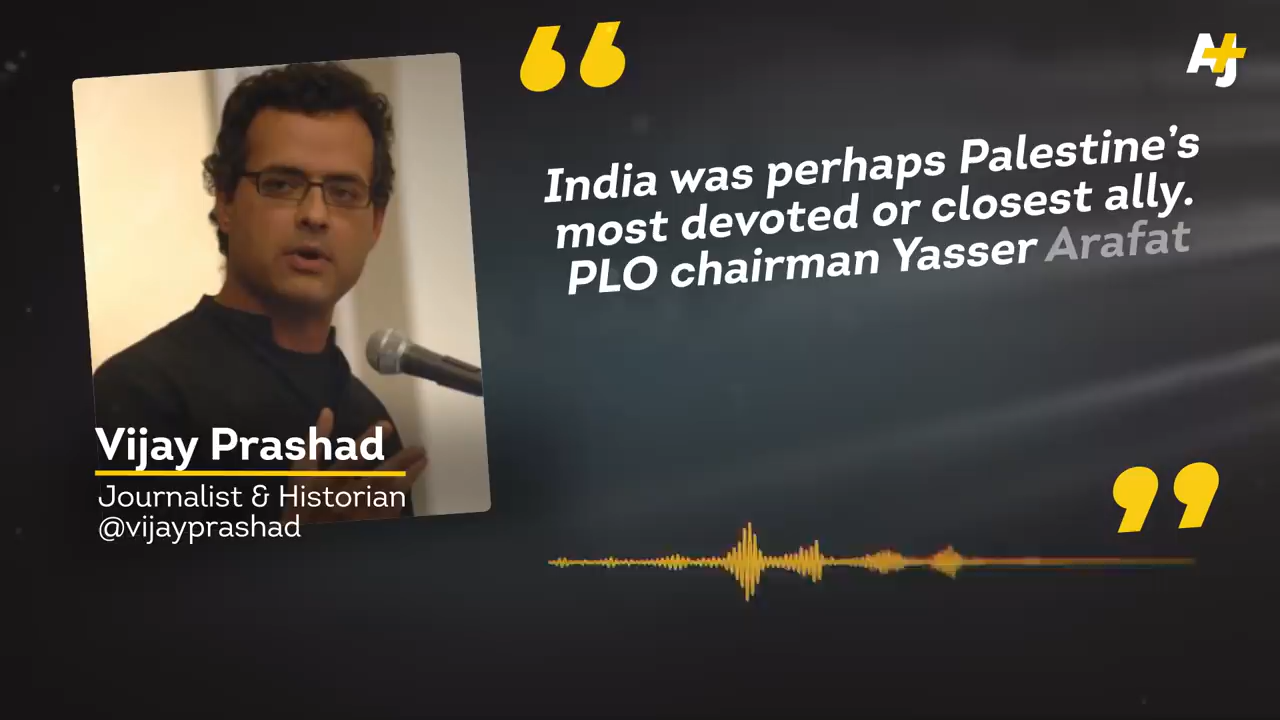 AJ+
India was perhaps Palestine's
most devoted or closest ally.
PLO chairman Yasser Arafat
Vijay Prashad
Journalist & Historian
@vijayprashad